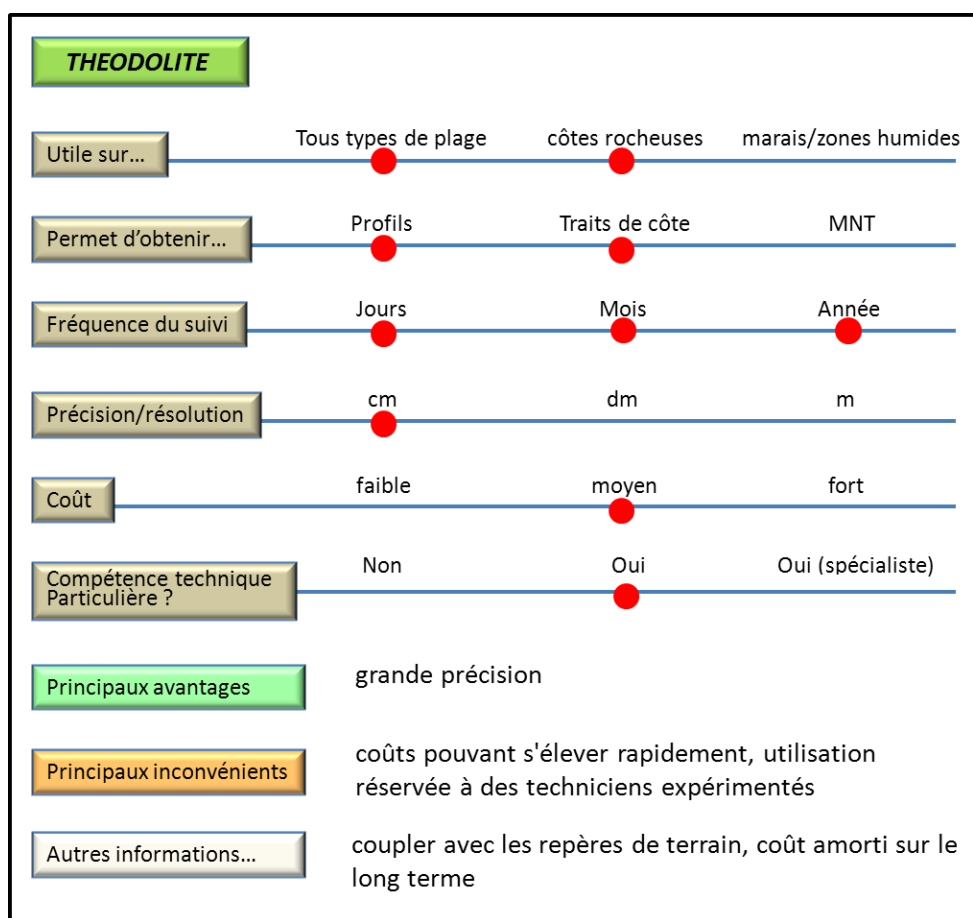 THEODOLITE
Utile sur…
Tous types de plage
côtes rocheuses
marais/zones humides
Permet d’obtenir…
Profils
Traits de côte
MNT
Fréquence du suivi
Jours
Mois
Année
Précision/résolution
cm
dm
m
Coût
faible
moyen
fort
Compétence technique
Particulière ?
Non
Oui
Oui (spécialiste)
Principaux avantages
grande précision
Principaux inconvénients
coûts pouvant s'élever rapidement, utilisation
réservée à des techniciens expérimentés
Autres informations…
coupler avec les repères de terrain, coût amorti sur le
long terme